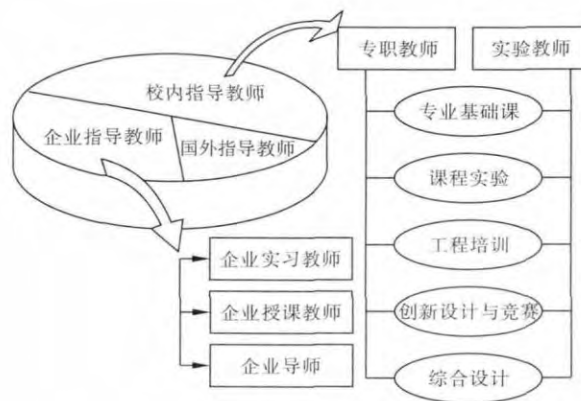 专职教师
实验教师
校内指导教师
企业指导教师
国外指导教师
专业基础课
课程实验
工程培训
创新设计与竞赛
综合设计
企业实习教师
企业授课教师
企业导师